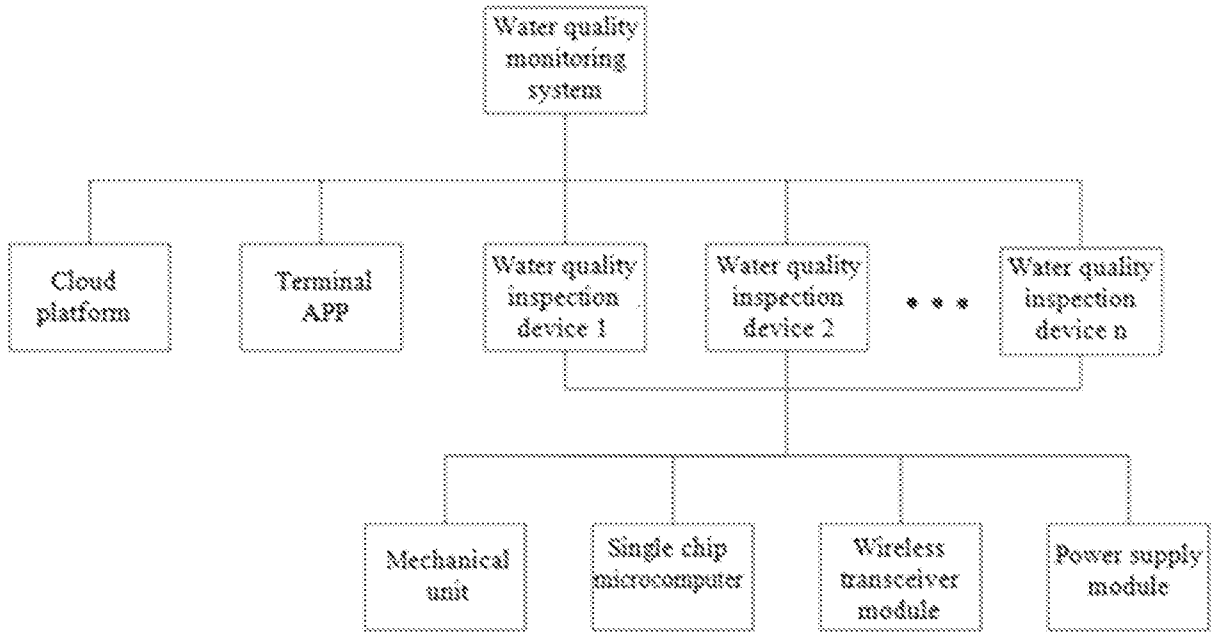 Water quality
monitoring
system
Cloud
platform
Terminal
APP
Water quality
inspection
device 1
Water quality
inspection
device 2
Water quality
inspection
device n
Mechanical
unit
Single chip
microcomputer
Wireless
transceiver
module
Power supply
module